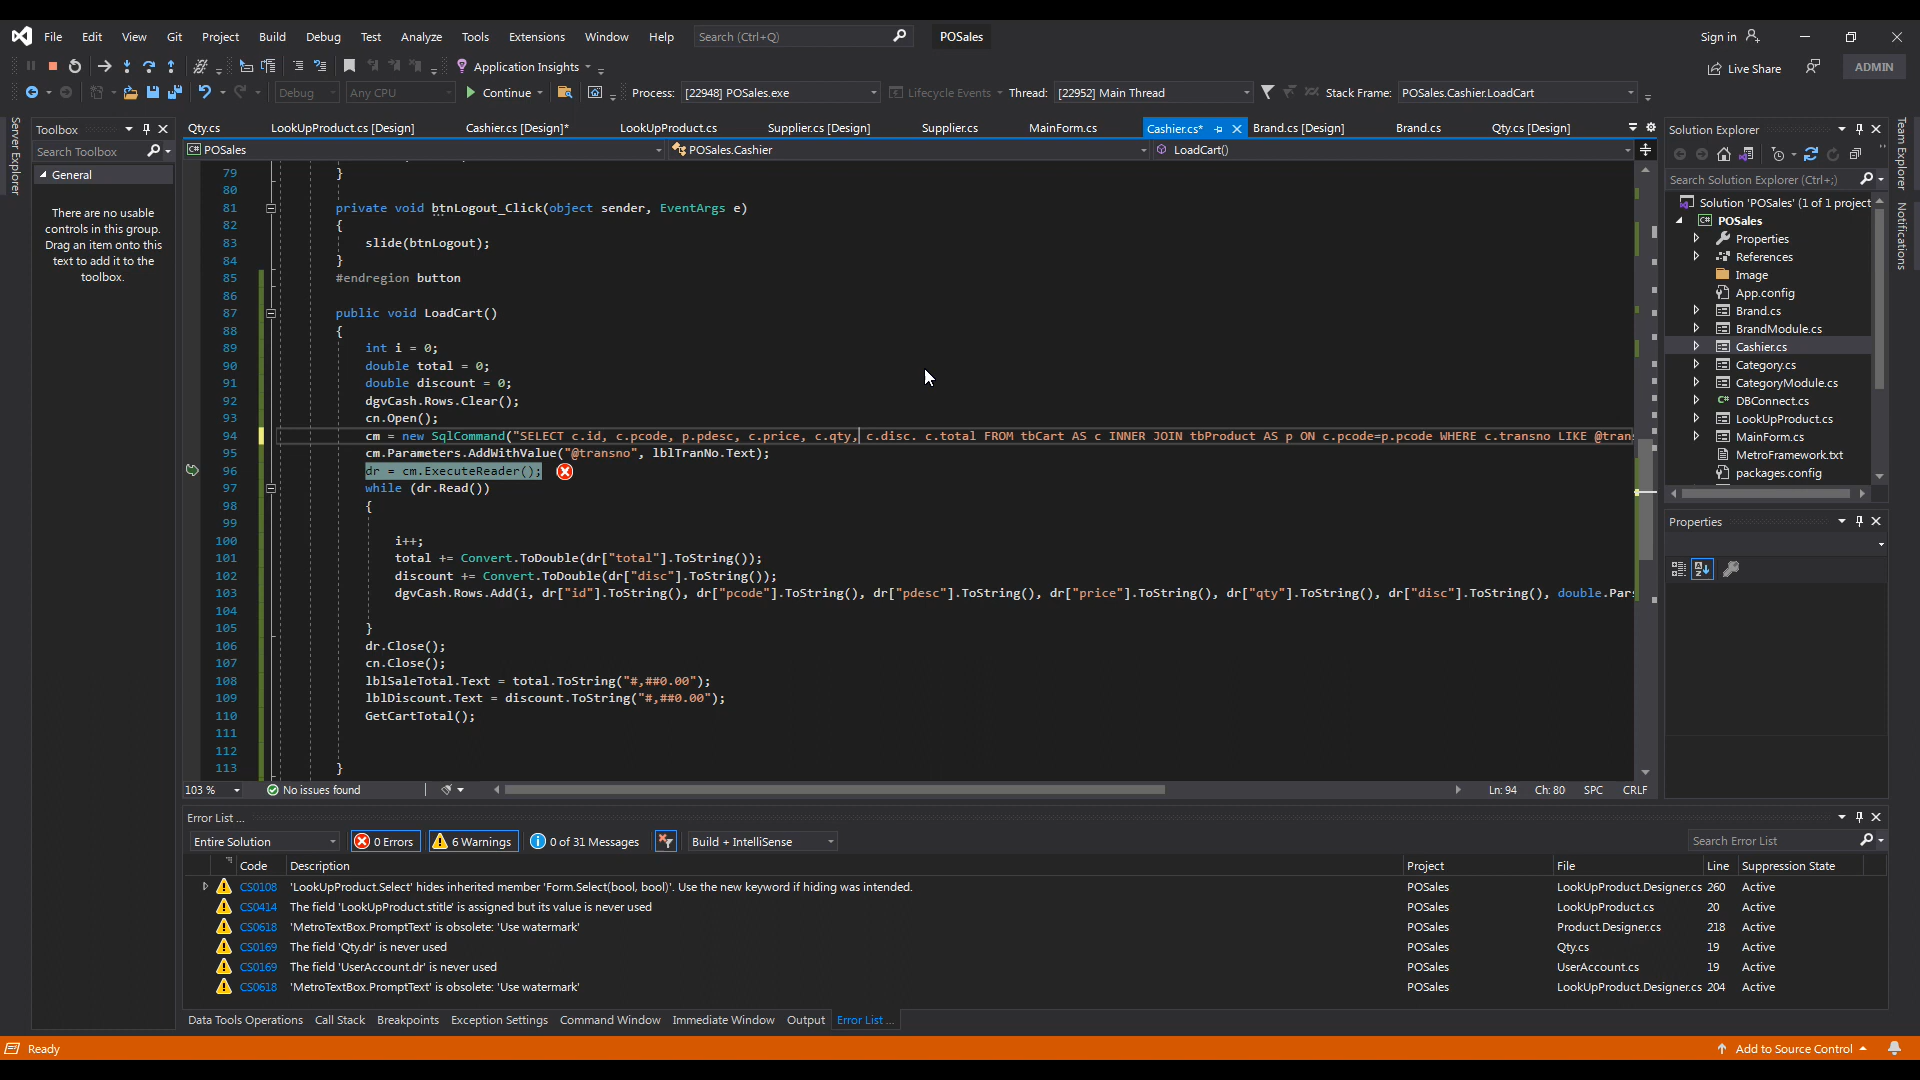 File Edit View Git Project Build Debug Test Analyze Tools Extensions Window Help Search (Ctrl+Q) POSales Sign in
Application Insights Live Share ADMIN
Debug Any CPU Continue Process: [22948] POSales.exe Lifecycle Events Thread: [22952] Main Thread Stack Frame: POSales.Cashier.LoadCart
Server Explorer
Toolbox
Search Toolbox
General
There are no usable
controls in this group.
Drag an item onto this
text to add it to the
toolbox.
Qty.cs LookUpProduct.cs [Design] Cashier.cs [Design]* LookUpProduct.cs Supplier.cs [Design] Supplier.cs MainForm.cs Cashier.cs* Brand.cs [Design] Brand.cs Qty.cs [Design]
POSales POSales.Cashier LoadCart()
79 }
80
81 private void btnLogout_Click(object sender, EventArgs e)
82 {
83 slide(btnLogout);
84 }
85 #endregion button
86
87 public void LoadCart()
88 {
89 int i = 0;
90 double total = 0;
91 double discount = 0;
92 dgvCash.Rows.Clear();
93 cn.Open();
94 cm = new SqlCommand("SELECT c.id, c.pcode, p.pdesc, c.price, c.qty, c.disc. c.total FROM tbCart AS c INNER JOIN tbProduct AS p ON c.pcode=p.pcode WHERE c.transno LIKE @trans
95 cm.Parameters.AddWithValue("@transno", lblTranNo.Text);
96 dr = cm.ExecuteReader();
97 while (dr.Read())
98 {
99
100 i++;
101 total += Convert.ToDouble(dr["total"].ToString());
102 discount += Convert.ToDouble(dr["disc"].ToString());
103 dgvCash.Rows.Add(i, dr["id"].ToString(), dr["pcode"].ToString(), dr["pdesc"].ToString(), dr["price"].ToString(), dr["qty"].ToString(), dr["disc"].ToString(), double.Pars
104
105 }
106 dr.Close();
107 cn.Close();
108 lblSaleTotal.Text = total.ToString("#,##0.00");
109 lblDiscount.Text = discount.ToString("#,##0.00");
110 GetCartTotal();
111
112
113 }
103 % No issues found Ln: 94 Ch: 80 SPC CRLF
Solution Explorer
Search Solution Explorer (Ctrl+;)
Solution 'POSales' (1 of 1 project
POSales
Properties
References
Image
App.config
Brand.cs
BrandModule.cs
Cashier.cs
Category.cs
CategoryModule.cs
DBConnect.cs
LookUpProduct.cs
MainForm.cs
MetroFramework.txt
packages.config
Properties
Team Explorer
Notifications
Error List ...
Entire Solution 0 Errors 6 Warnings 0 of 31 Messages Build + IntelliSense Search Error List
Code Description Project File Line Suppression State
CS0108 'LookUpProduct.Select' hides inherited member 'Form.Select(bool, bool)'. Use the new keyword if hiding was intended. POSales LookUpProduct.Designer.cs 260 Active
CS0414 The field 'LookUpProduct.stitle' is assigned but its value is never used POSales LookUpProduct.cs 20 Active
CS0618 'MetroTextBox.PromptText' is obsolete: 'Use watermark' POSales Product.Designer.cs 218 Active
CS0169 The field 'Qty.dr' is never used POSales Qty.cs 19 Active
CS0169 The field 'UserAccount.dr' is never used POSales UserAccount.cs 19 Active
CS0618 'MetroTextBox.PromptText' is obsolete: 'Use watermark' POSales LookUpProduct.Designer.cs 204 Active
Data Tools Operations Call Stack Breakpoints Exception Settings Command Window Immediate Window Output Error List ...
Ready Add to Source Control